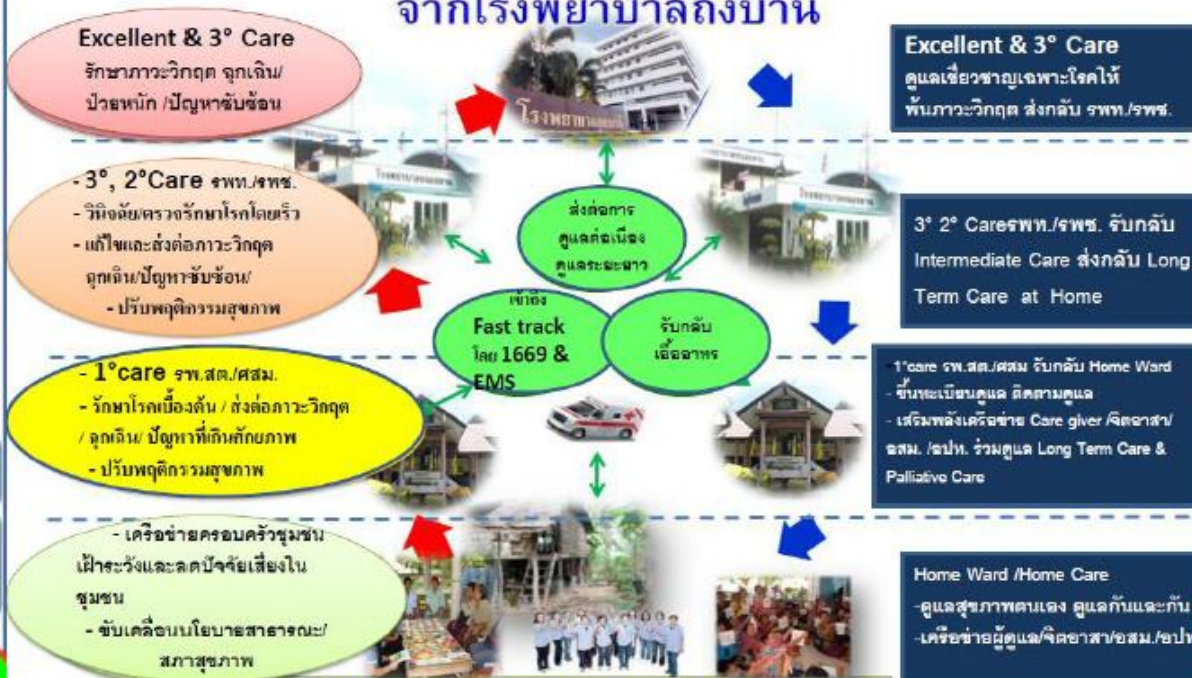 จากโรงพยาบาลถึงบ้าน
Excellent & 3° Care
รักษาภาวะวิกฤต ฉุกเฉิน/
ป่วยหนัก /ปัญหาซับซ้อน
Excellent & 3° Care
ดูแลเชี่ยวชาญเฉพาะโรคให้
พ้นภาวะวิกฤต ส่งกลับ รพท./รพช.
- 3°, 2°Care รพท./รพช.
- วินิจฉัย/ตรวจรักษาโรคโดยเร็ว
- แก้ไขและส่งต่อภาวะวิกฤต
ฉุกเฉิน/ปัญหาซับซ้อน/
- ปรับพฤติกรรมสุขภาพ
ส่งต่อการ
ดูแลต่อเนื่อง
ดูแลระยะยาว
3° 2° Careรพท./รพช. รับกลับ
Intermediate Care ส่งกลับ Long
Term Care at Home
เข้าถึง
Fast track
โดย 1669 &
EMS
รับกลับ
เอื้ออาทร
- 1°care รพ.สต./ศสม.
- รักษาโรคเบื้องต้น / ส่งต่อภาวะวิกฤต
/ ฉุกเฉิน/ ปัญหาที่เกินศักยภาพ
- ปรับพฤติกรรมสุขภาพ
1°care รพ.สต./ศสม รับกลับ Home Ward
- ขึ้นทะเบียนดูแล ติดตามดูแล
- เสริมพลังเครือข่าย Care giver /จิตอาสา/
อสม. /อปท. ร่วมดูแล Long Term Care &
Palliative Care
- เครือข่ายครอบครัวชุมชน
เฝ้าระวังและลดปัจจัยเสี่ยงใน
ชุมชน
- ขับเคลื่อนนโยบายสาธารณะ/
สภาสุขภาพ
Home Ward /Home Care
-ดูแลสุขภาพตนเอง ดูแลกันและกัน
-เครือข่ายผู้ดูแล/จิตอาสา/อสม./อปท